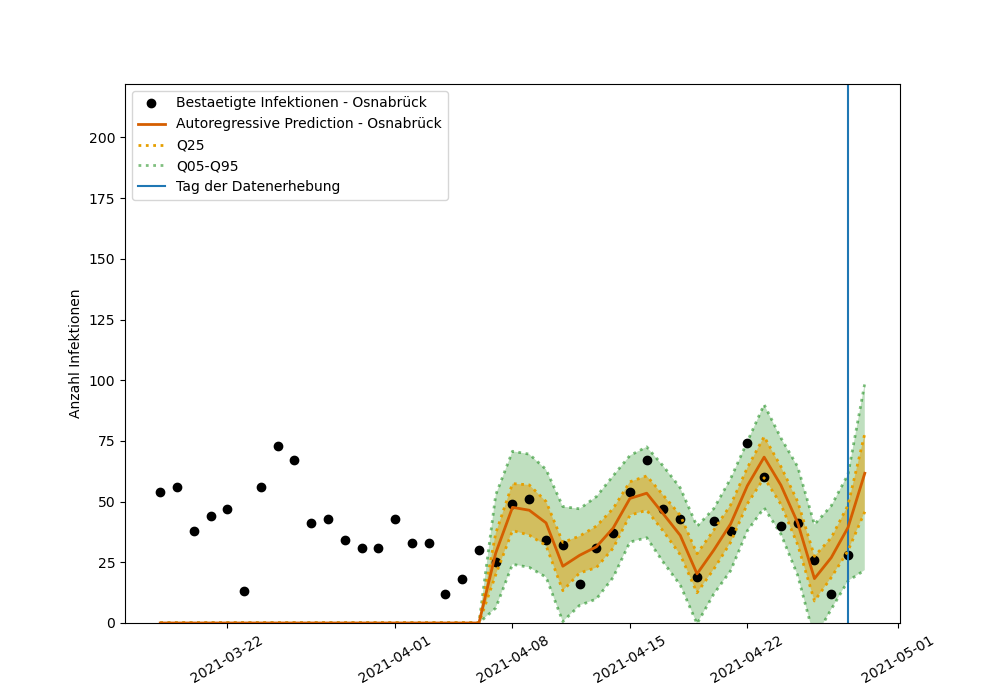 Bestaetigte Infektionen - Osnabrück
Autoregressive Prediction - Osnabrück
Q25
Q05-Q95
Tag der Datenerhebung
Anzahl Infektionen
200
175
150
125
100
75
50
25
0
2021-03-22
2021-04-01
2021-04-08
2021-04-15
2021-04-22
2021-05-01